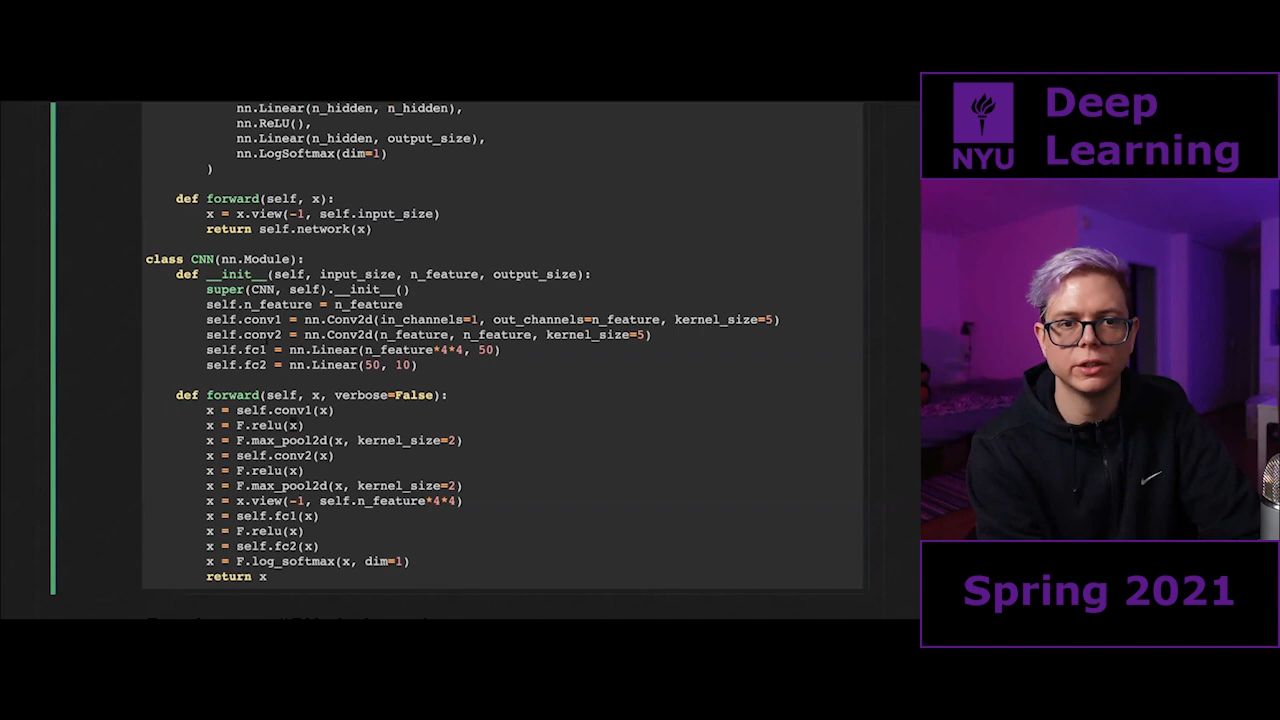 nn.Linear(n_hidden, n_hidden),
nn.ReLU(),
nn.Linear(n_hidden, output_size),
nn.LogSoftmax(dim=1)
)
def forward(self, x):
x = x.view(-1, self.input_size)
return self.network(x)
class CNN(nn.Module):
def __init__(self, input_size, n_feature, output_size):
super(CNN, self).__init__()
self.n_feature = n_feature
self.conv1 = nn.Conv2d(in_channels=1, out_channels=n_feature, kernel_size=5)
self.conv2 = nn.Conv2d(n_feature, n_feature, kernel_size=5)
self.fc1 = nn.Linear(n_feature*4*4, 50)
self.fc2 = nn.Linear(50, 10)
def forward(self, x, verbose=False):
x = self.conv1(x)
x = F.relu(x)
x = F.max_pool2d(x, kernel_size=2)
x = self.conv2(x)
x = F.relu(x)
x = F.max_pool2d(x, kernel_size=2)
x = x.view(-1, self.n_feature*4*4)
x = self.fc1(x)
x = F.relu(x)
x = self.fc2(x)
x = F.log_softmax(x, dim=1)
return x
NYU
Deep
Learning
Spring 2021